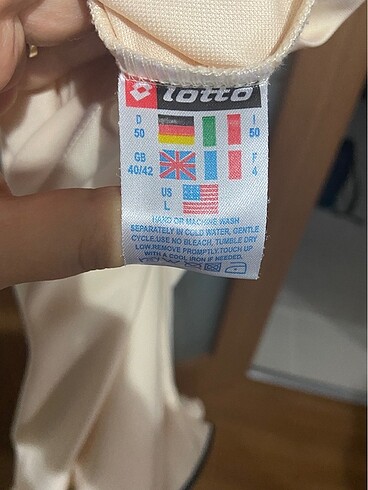 lotto
D I
50 50
GB F
40/42 4
US
L
HAND OR MACHINE WASH
SEPARATELY IN COLD WATER, GENTLE
CYCLE.USE NO BLEACH, TUMBLE DRY
LOW.REMOVE PROMPTLY.TOUCH UP
WITH A COOL IRON IF NEEDED.